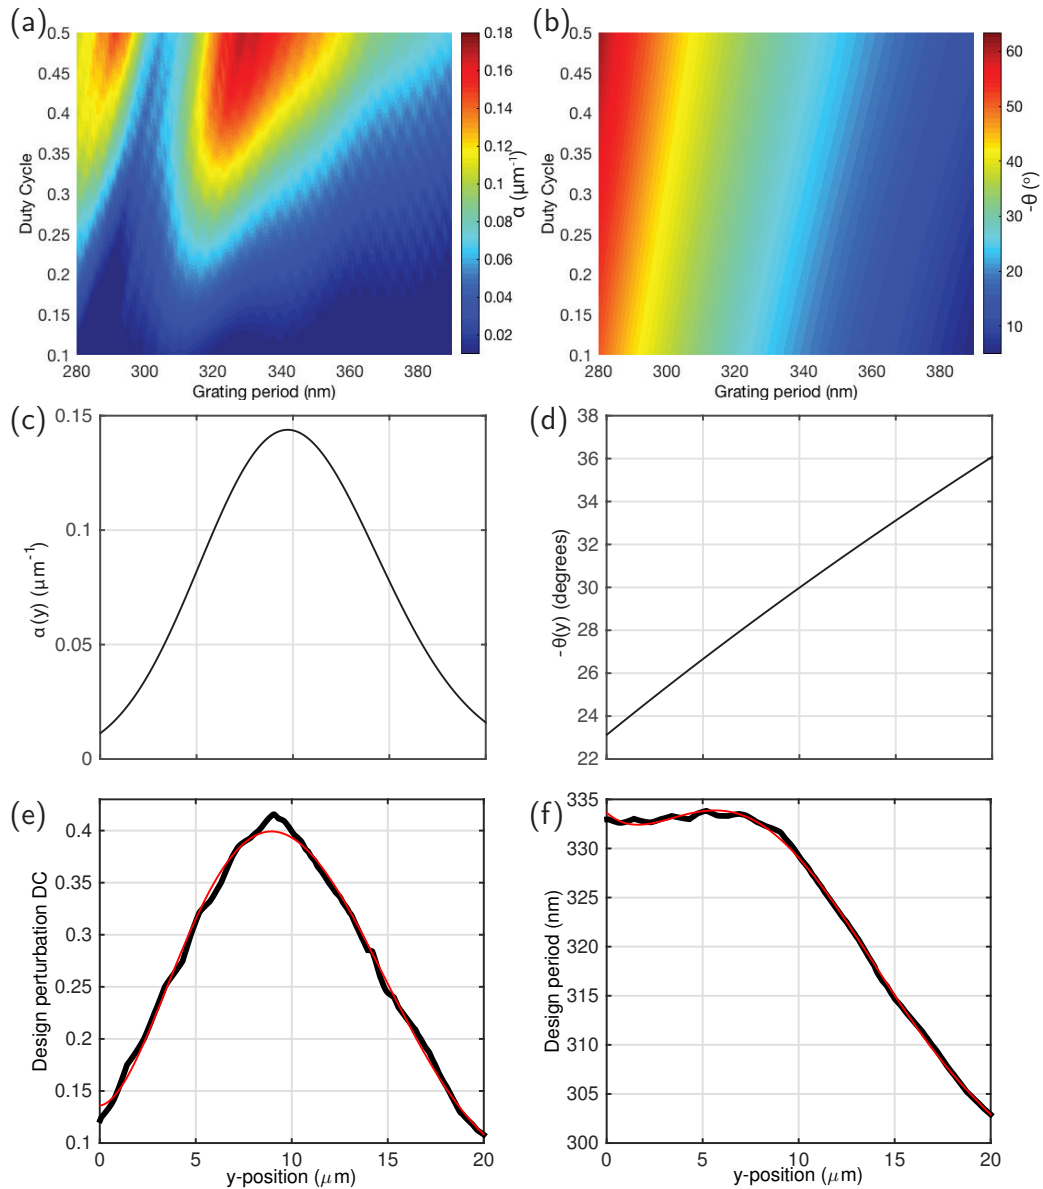 (a)
0.5
0.45
0.4
0.35
0.3
0.25
0.2
0.15
0.1
Duty Cycle
280 300 320 340 360 380
Grating period (nm)
0.18
0.16
0.14
0.12
0.10
0.08
0.06
0.04
0.02
α (μm⁻¹)
(b)
0.5
0.45
0.4
0.35
0.3
0.25
0.2
0.15
0.1
Duty Cycle
280 300 320 340 360 380
Grating period (nm)
60
50
40
30
20
10
-θ (°)
(c)
0.15
0.1
0.05
0
α(y) (μm⁻¹)
(d)
38
36
34
32
30
28
26
24
22
-θ(y) (degrees)
(e)
0.4
0.35
0.3
0.25
0.2
0.15
0.1
Design perturbation DC
0 5 10 15 20
y-position (μm)
(f)
335
330
325
320
315
310
305
300
Design period (nm)
0 5 10 15 20
y-position (μm)